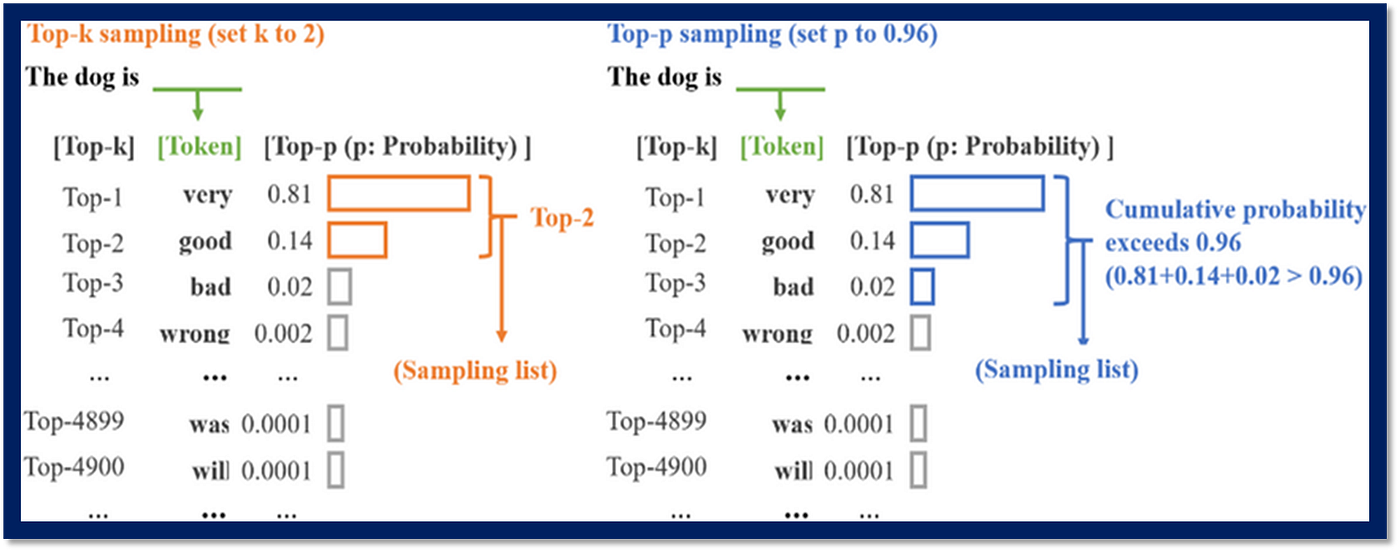 Top-k sampling (set k to 2)
The dog is
[Top-k] [Token] [Top-p (p: Probability) ]
Top-1 very 0.81
Top-2 good 0.14
Top-3 bad 0.02
Top-4 wrong 0.002
... ... ...
Top-4899 was 0.0001
Top-4900 will 0.0001
... ... ...
Top-2
(Sampling list)
Top-p sampling (set p to 0.96)
The dog is
[Top-k] [Token] [Top-p (p: Probability) ]
Top-1 very 0.81
Top-2 good 0.14
Top-3 bad 0.02
Top-4 wrong 0.002
... ... ...
Top-4899 was 0.0001
Top-4900 will 0.0001
... ... ...
Cumulative probability
exceeds 0.96
(0.81+0.14+0.02 > 0.96)
(Sampling list)